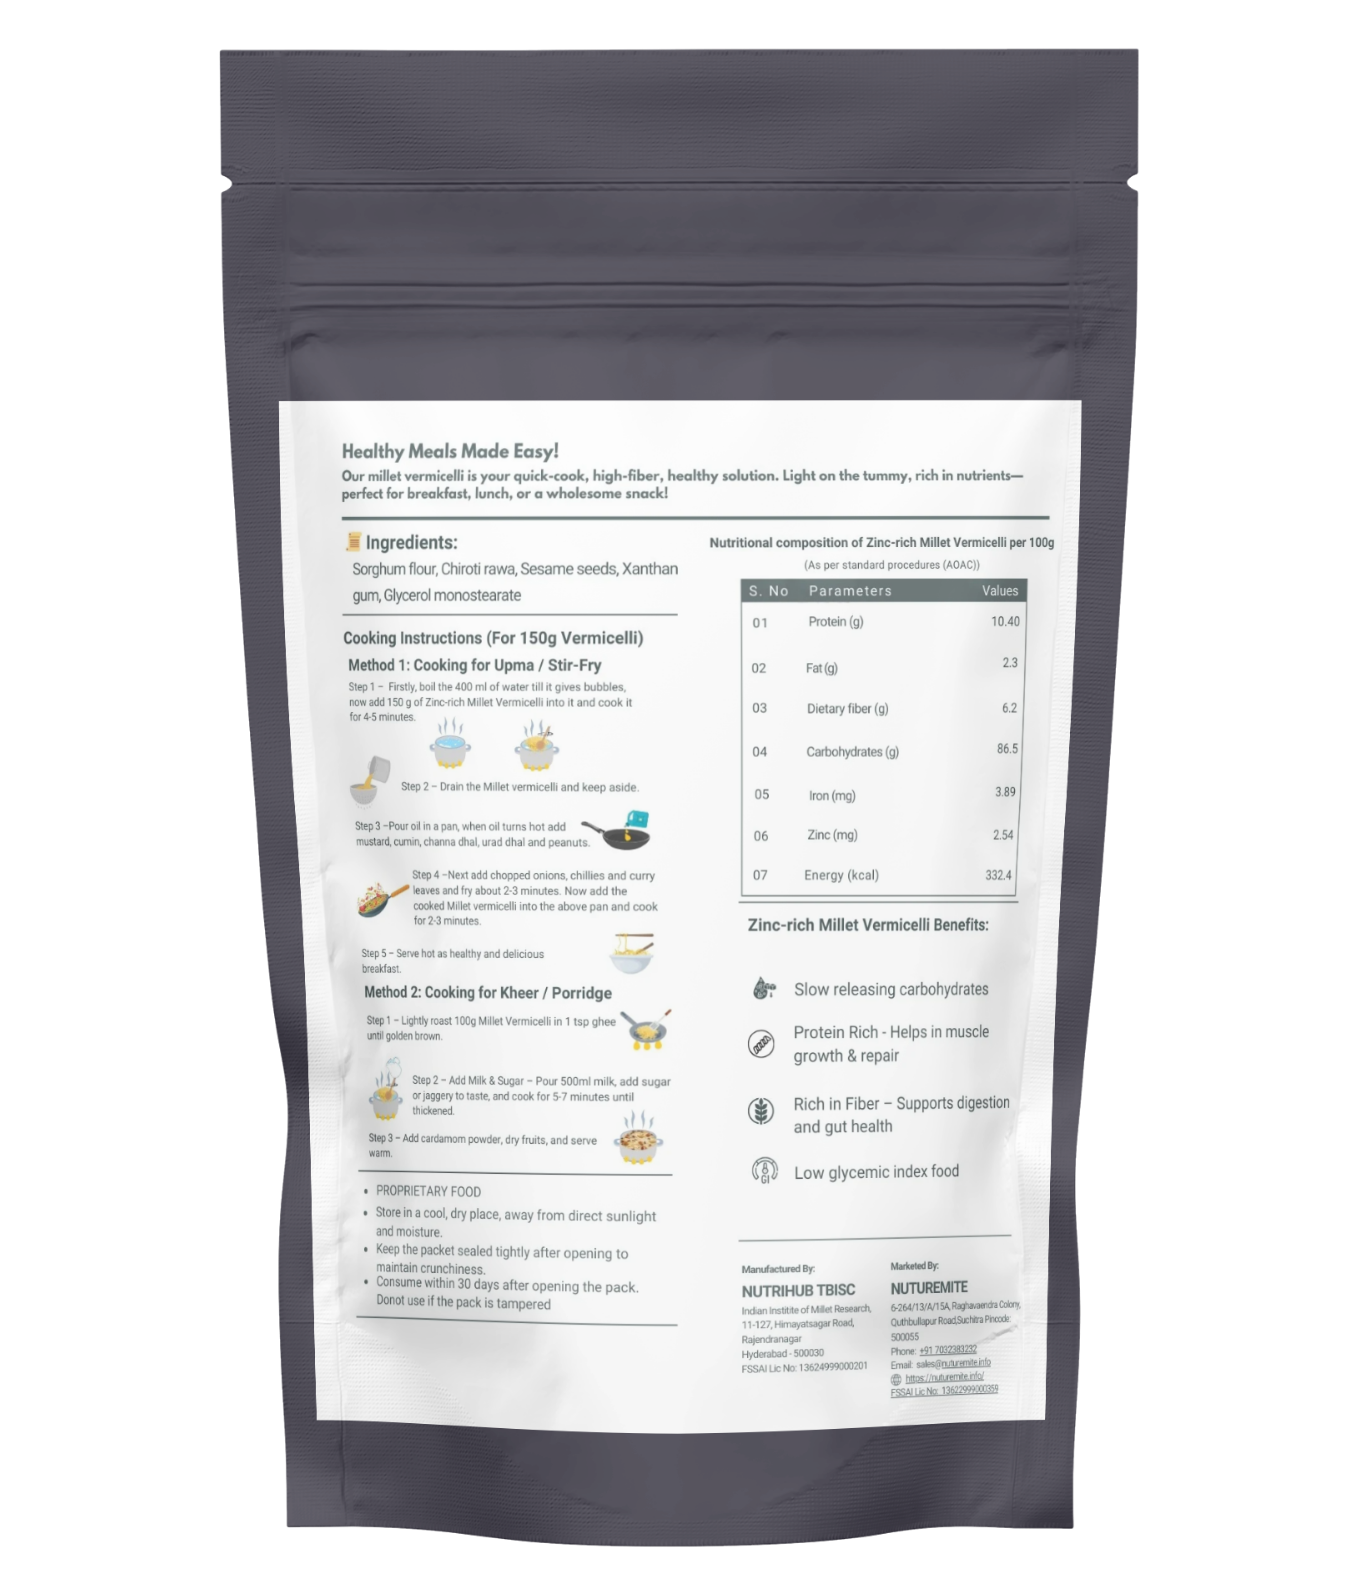 Healthy Meals Made Easy!
Our millet vermicelli is your quick-cook, high-fiber, healthy solution. Light on the tummy, rich in nutrients—
perfect for breakfast, lunch, or a wholesome snack!
Ingredients:
Sorghum flour, Chiroti rawa, Sesame seeds, Xanthan
gum, Glycerol monostearate
Cooking Instructions (For 150g Vermicelli)
Method 1: Cooking for Upma / Stir-Fry
Step 1 – Firstly, boil the 400 ml of water till it gives bubbles,
now add 150 g of Zinc-rich Millet Vermicelli into it and cook it
for 4-5 minutes.
Step 2 – Drain the Millet vermicelli and keep aside.
Step 3 –Pour oil in a pan, when oil turns hot add
mustard, cumin, channa dhal, urad dhal and peanuts.
Step 4 –Next add chopped onions, chillies and curry
leaves and fry about 2-3 minutes. Now add the
cooked Millet vermicelli into the above pan and cook
for 2-3 minutes.
Step 5 – Serve hot as healthy and delicious
breakfast.
Method 2: Cooking for Kheer / Porridge
Step 1 – Lightly roast 100g Millet Vermicelli in 1 tsp ghee
until golden brown.
Step 2 – Add Milk & Sugar – Pour 500ml milk, add sugar
or jaggery to taste, and cook for 5-7 minutes until
thickened.
Step 3 – Add cardamom powder, dry fruits, and serve
warm.
• PROPRIETARY FOOD
• Store in a cool, dry place, away from direct sunlight
and moisture.
• Keep the packet sealed tightly after opening to
maintain crunchiness.
• Consume within 30 days after opening the pack.
Donot use if the pack is tampered
Nutritional composition of Zinc-rich Millet Vermicelli per 100g
(As per standard procedures (AOAC))
S. No Parameters Values
01 Protein (g) 10.40
02 Fat (g) 2.3
03 Dietary fiber (g) 6.2
04 Carbohydrates (g) 86.5
05 Iron (mg) 3.89
06 Zinc (mg) 2.54
07 Energy (kcal) 332.4
Zinc-rich Millet Vermicelli Benefits:
Slow releasing carbohydrates
Protein Rich - Helps in muscle
growth & repair
Rich in Fiber – Supports digestion
and gut health
GI
Low glycemic index food
Manufactured By:
NUTRIHUB TBISC
Indian Institite of Millet Research,
11-127, Himayatsagar Road,
Rajendranagar
Hyderabad - 500030
FSSAI Lic No: 13624999000201
Marketed By:
NUTUREMITE
6-264/13/A/15A, Raghavaendra Colony,
Quthbullapur Road,Suchitra Pincode:
500055
Phone: +91 7032383232
Email: sales@nuturemite.info
https://nuturemite.info/
FSSAI Lic No: 13622999000359